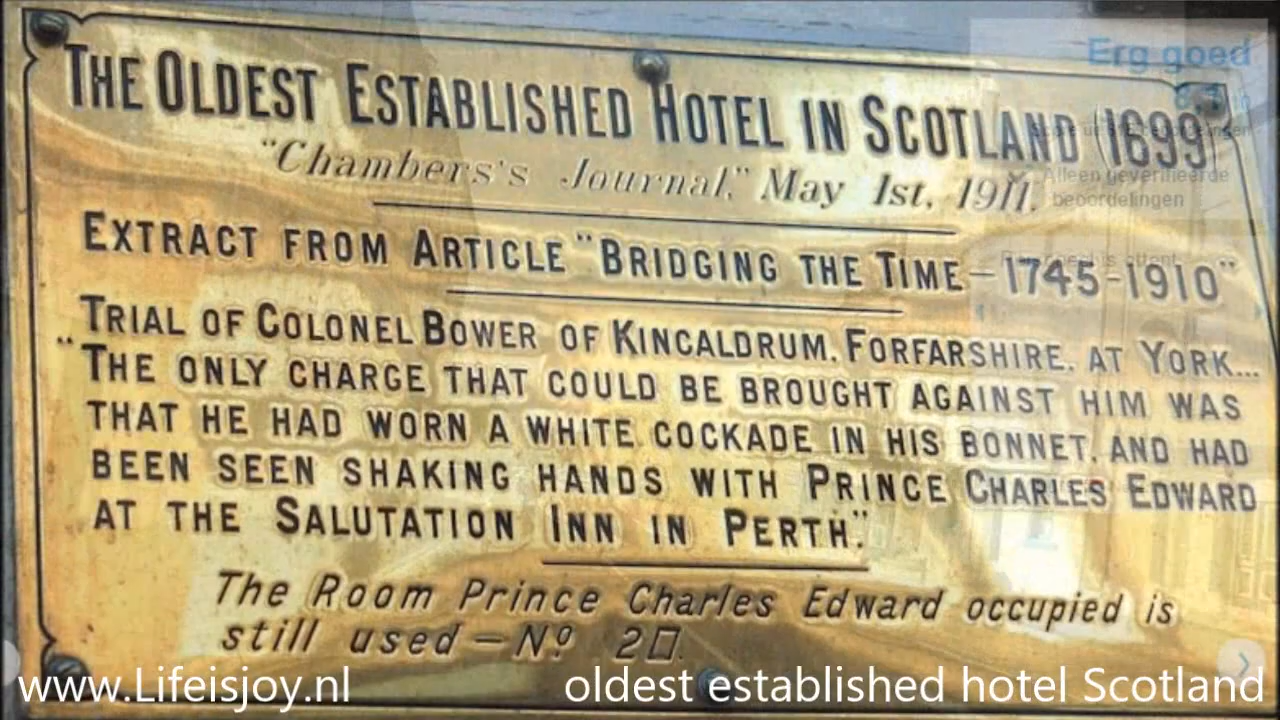 THE OLDEST ESTABLISHED HOTEL IN SCOTLAND 1699
"Chambers's Journal," May 1st, 1911.
EXTRACT FROM ARTICLE "BRIDGING THE TIME – 1745-1910"
TRIAL OF COLONEL BOWER OF KINCALDRUM, FORFARSHIRE, AT YORK...
"THE ONLY CHARGE THAT COULD BE BROUGHT AGAINST HIM WAS
THAT HE HAD WORN A WHITE COCKADE IN HIS BONNET, AND HAD
BEEN SEEN SHAKING HANDS WITH PRINCE CHARLES EDWARD
AT THE SALUTATION INN IN PERTH".
The Room Prince Charles Edward occupied is
still used – Nº
Erg goed
Alleen geverifieerde
beoordelingen
www.Lifeisjoy.nl
oldest established hotel Scotland